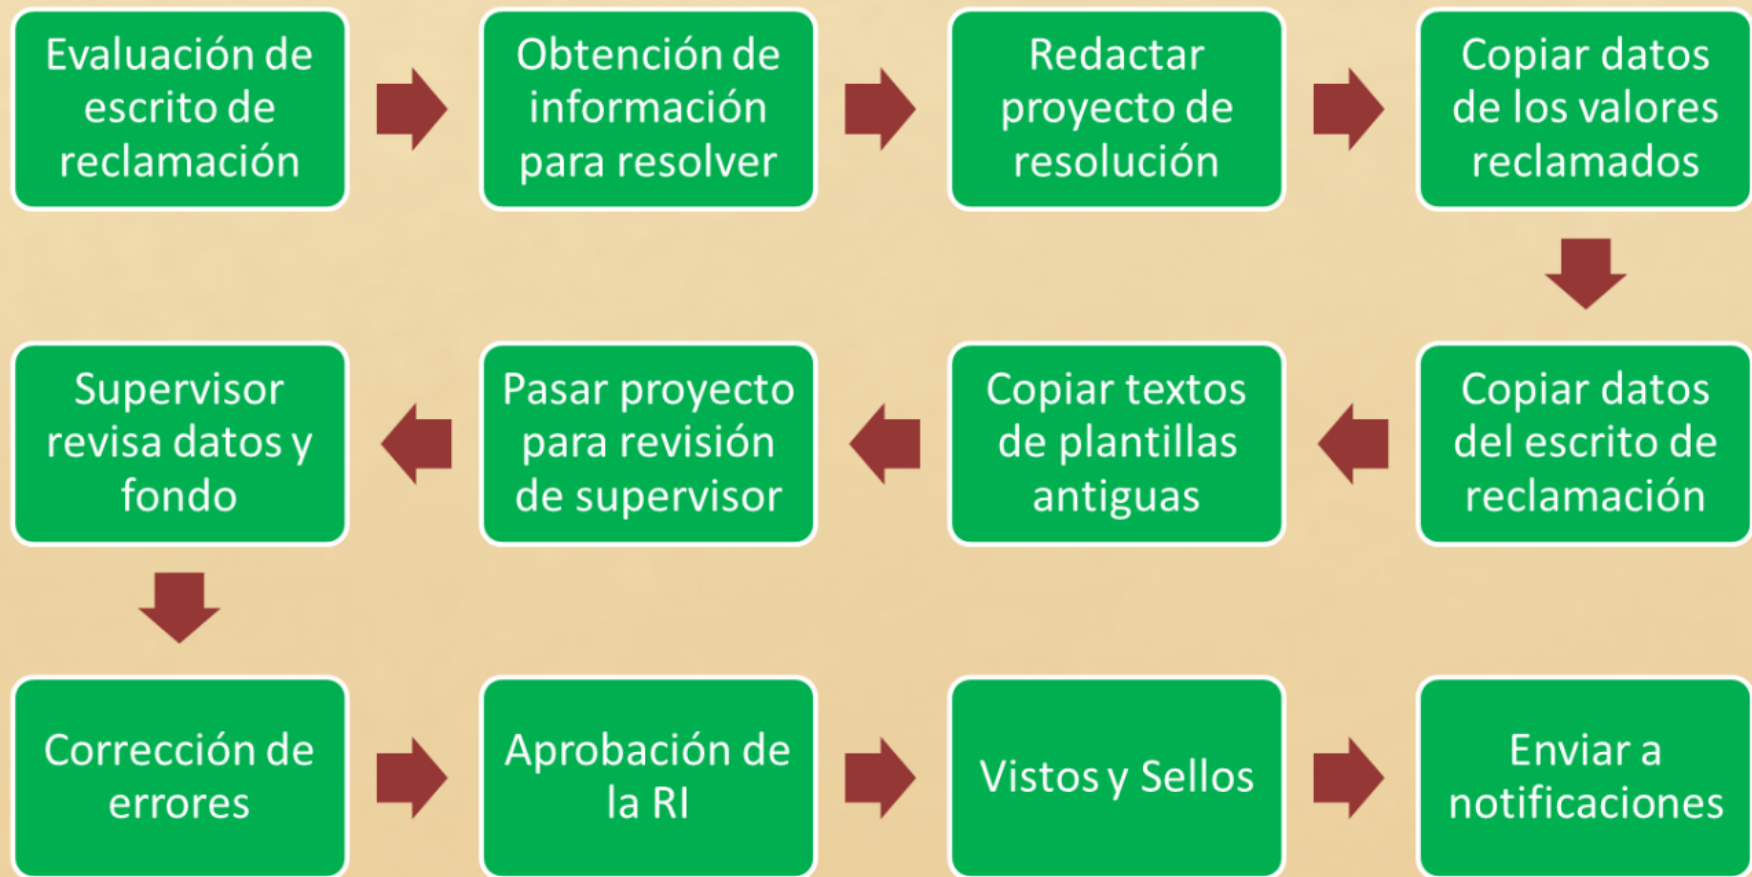 Evaluación de
escrito de
reclamación
Obtención de
información
para resolver
Redactar
proyecto de
resolución
Copiar datos
de los valores
reclamados
Copiar datos
del escrito de
reclamación
Copiar textos
de plantillas
antiguas
Pasar proyecto
para revisión
de supervisor
Supervisor
revisa datos y
fondo
Corrección de
errores
Aprobación de
la RI
Vistos y Sellos
Enviar a
notificaciones